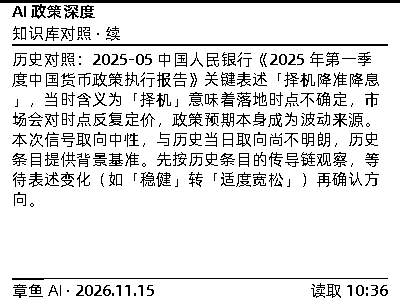 AI 政策深度
知识库对照 · 续
历史对照：2025-05 中国人民银行《2025 年第一季
度中国货币政策执行报告》关键表述「择机降准降息
」，当时含义为「择机」意味着落地时点不确定，市
场会对时点反复定价，政策预期本身成为波动来源。
本次信号取向中性，与历史当日取向尚不明朗，历史
条目提供背景基准。先按历史条目的传导链观察，等
待表述变化（如「稳健」转「适度宽松」）再确认方
向。
章鱼 AI · 2026.11.15
读取 10:36